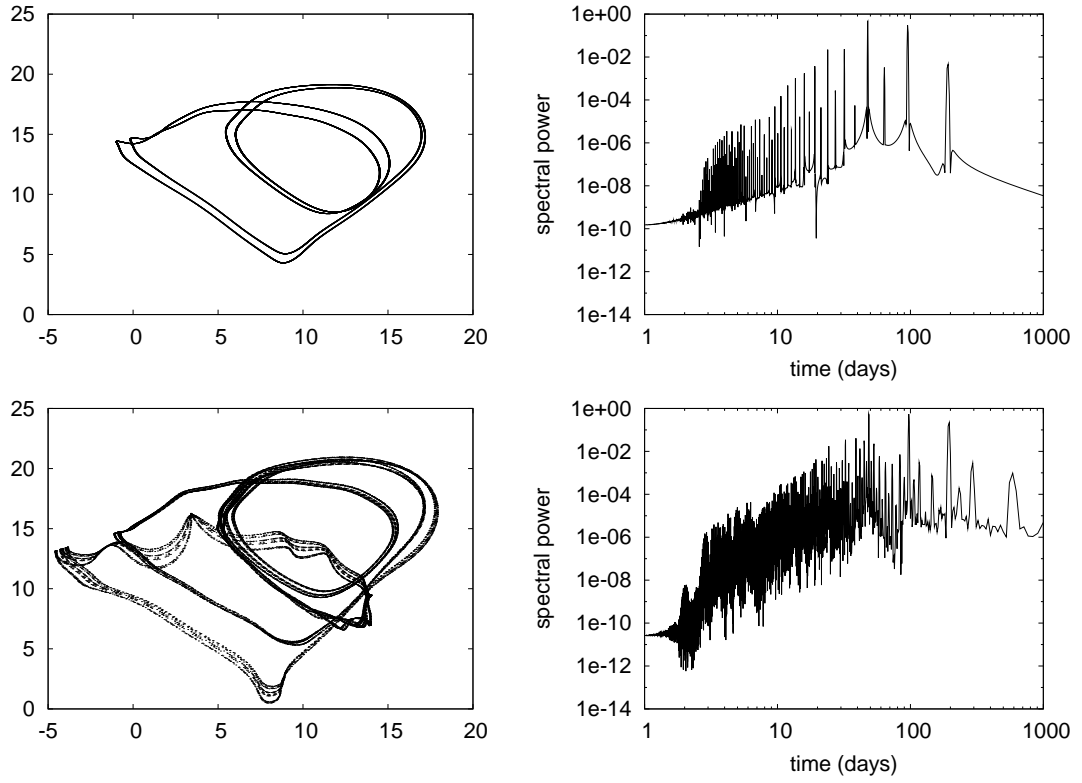 25
20
15
10
5
0
-5 0 5 10 15 20
spectral power
1e+00
1e-02
1e-04
1e-06
1e-08
1e-10
1e-12
1e-14
1 10 100 1000
time (days)
25
20
15
10
5
0
-5 0 5 10 15 20
spectral power
1e+00
1e-02
1e-04
1e-06
1e-08
1e-10
1e-12
1e-14
1 10 100 1000
time (days)